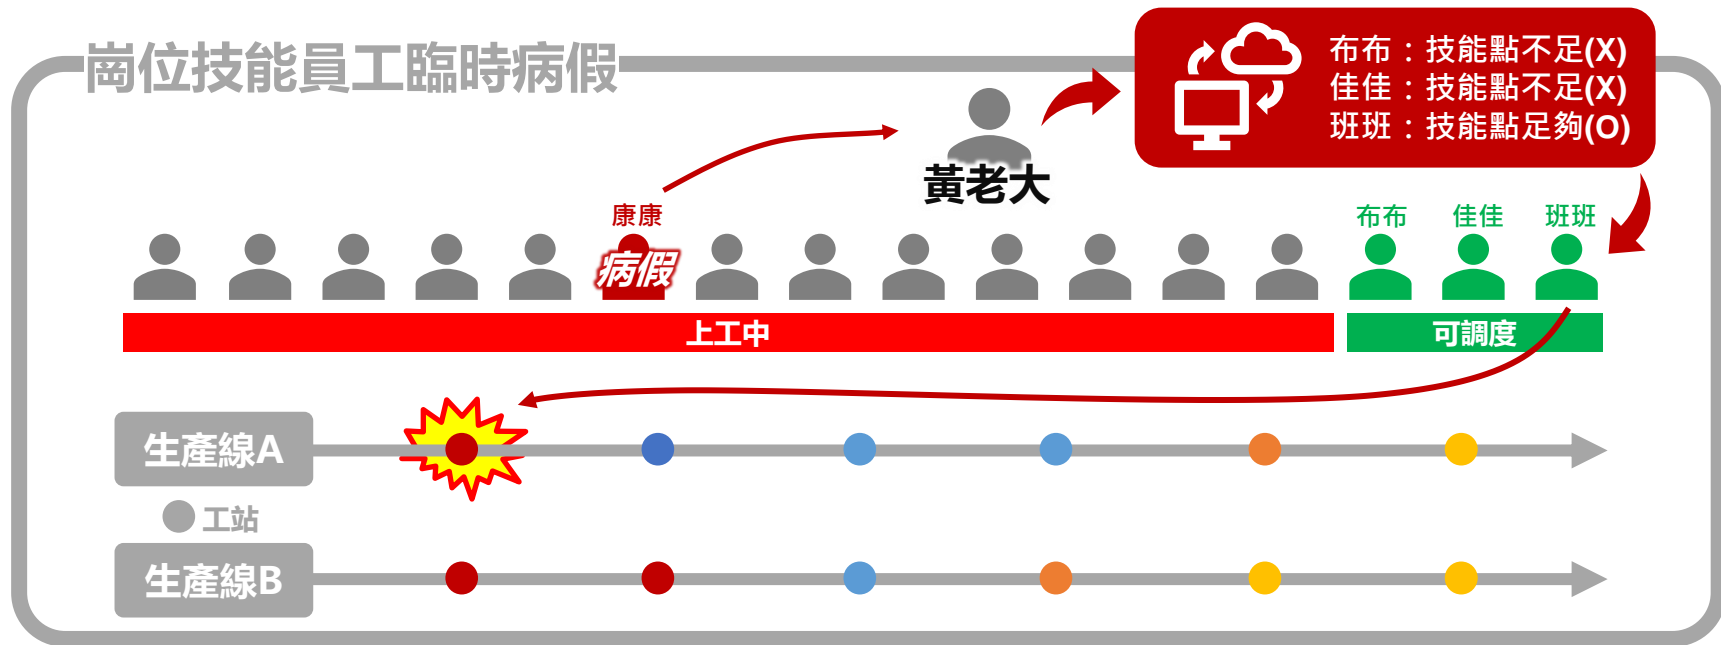 崗位技能員工臨時病假
布布：技能點不足(X)
佳佳：技能點不足(X)
班班：技能點足夠(O)
黃老大
康康
病假
布布
佳佳
班班
上工中
可調度
生產線A
工站
生產線B